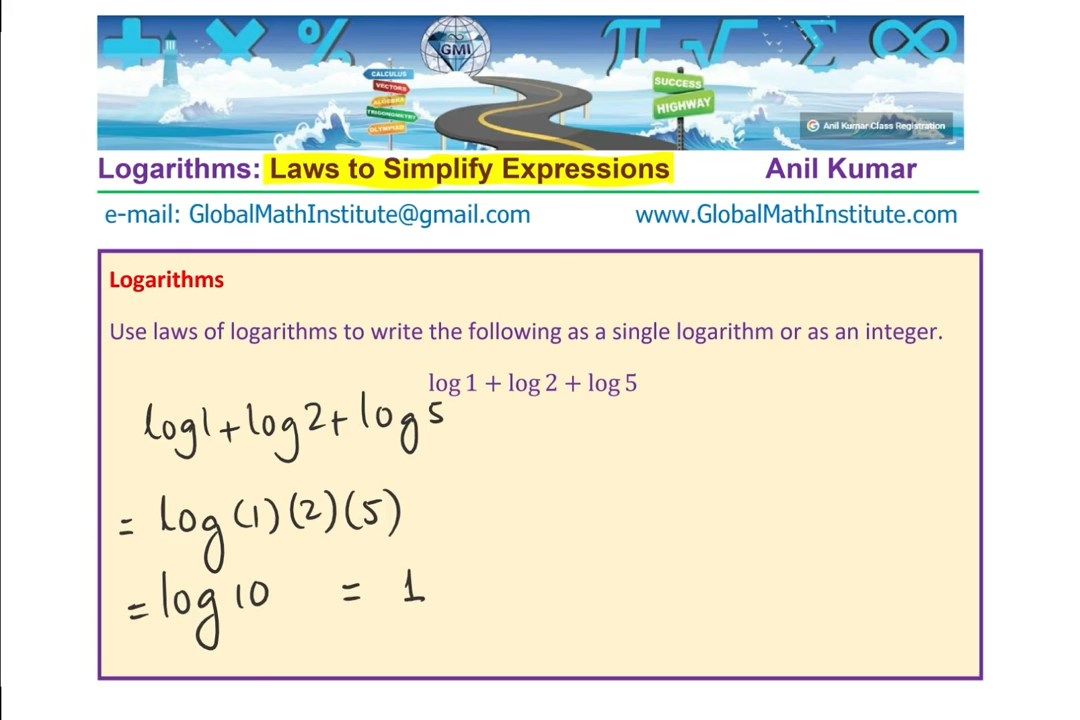 GMI
CALCULUS
VECTORS
ALGEBRA
TRIGONOMETRY
OLYMPIAD
SUCCESS
HIGHWAY
Anil Kumar Class Registration
Logarithms: Laws to Simplify Expressions Anil Kumar
e-mail: GlobalMathInstitute@gmail.com www.GlobalMathInstitute.com
Logarithms
Use laws of logarithms to write the following as a single logarithm or as an integer.
log 1 + log 2 + log 5
log1+log2+log5
= log(1)(2)(5)
= log 10 = 1